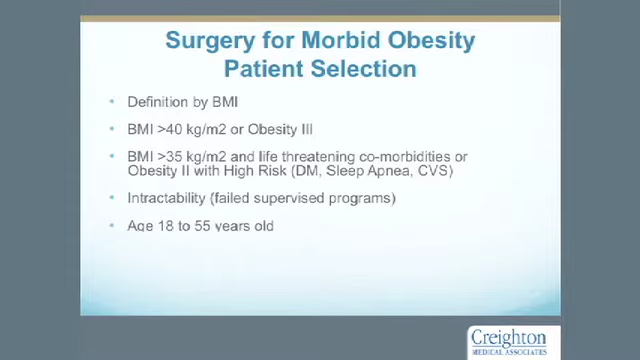 Surgery for Morbid Obesity
Patient Selection
• Definition by BMI
• BMI >40 kg/m2 or Obesity III
• BMI >35 kg/m2 and life threatening co-morbidities or
Obesity II with High Risk (DM, Sleep Apnea, CVS)
• Intractability (failed supervised programs)
• Age 18 to 55 years old
Creighton
MEDICAL ASSOCIATES